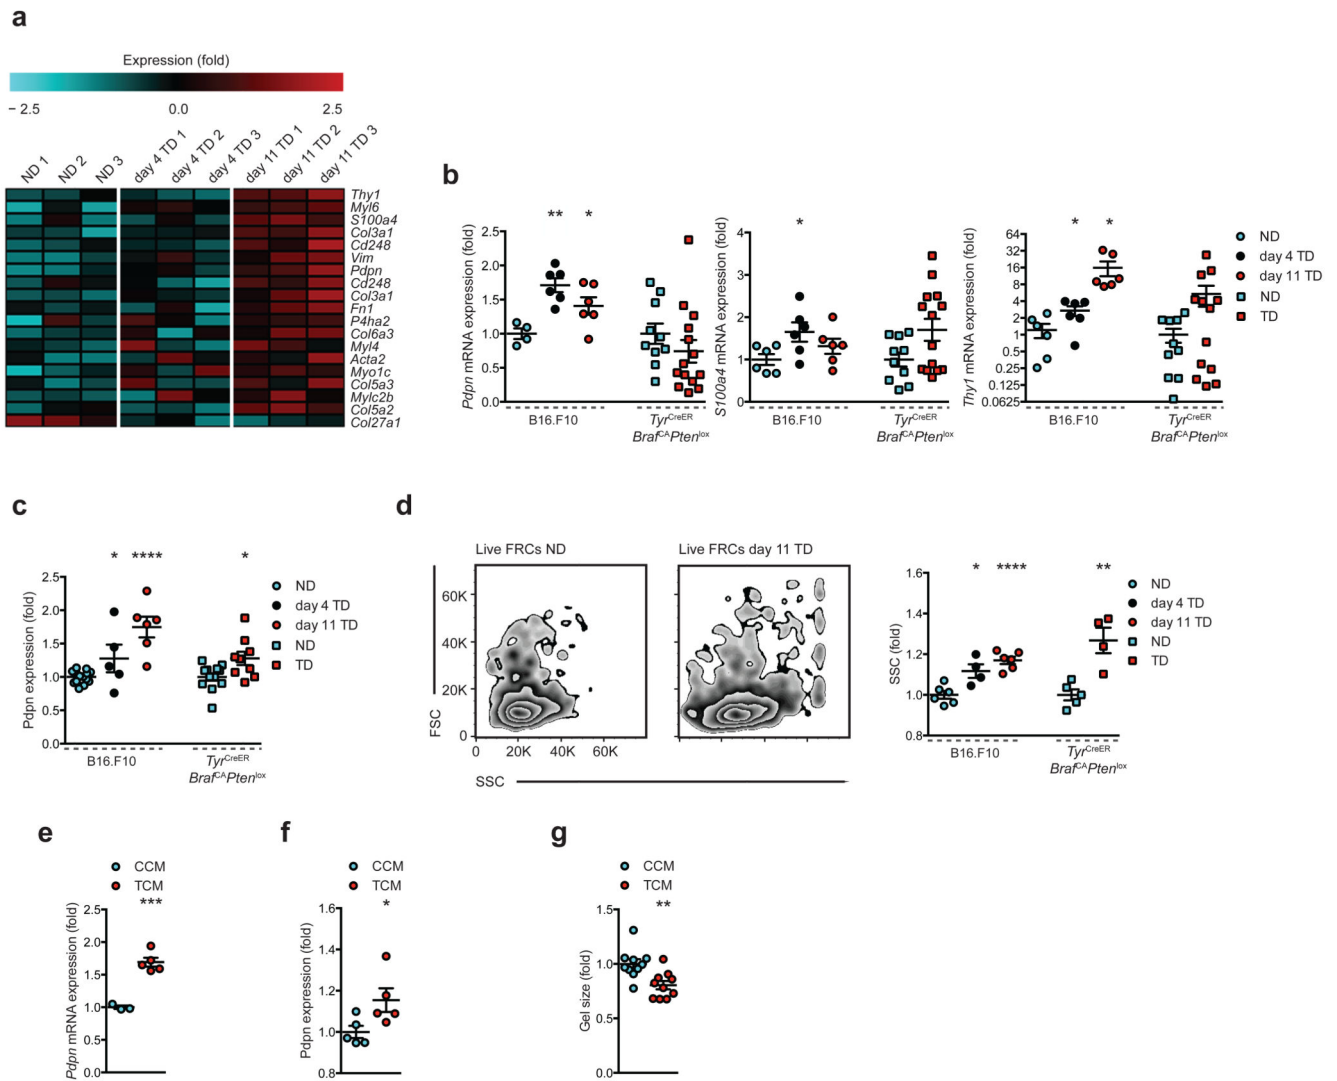 a
Expression (fold)
− 2.5 0.0 2.5
ND 1 ND 2 ND 3 day 4 TD 1 day 4 TD 2 day 4 TD 3 day 11 TD 1 day 11 TD 2 day 11 TD 3
Thy1
Myl6
S100a4
Col3a1
Cd248
Vim
Pdpn
Cd248
Col3a1
Fn1
P4ha2
Col6a3
Myl4
Acta2
Myo1c
Col5a3
Mylc2b
Col5a2
Col27a1
b
Pdpn mRNA expression (fold)
2.5
2.0
1.5
1.0
0.5
0.0
** *
B16.F10 TyrCreER
BrafCAPtenlox
S100a4 mRNA expression (fold)
4
3
2
1
0
*
B16.F10 TyrCreER
BrafCAPtenlox
Thy1 mRNA expression (fold)
64
32
16
8
4
2
1
0.5
0.25
0.125
0.0625
* *
B16.F10 TyrCreER
BrafCAPtenlox
ND
day 4 TD
day 11 TD
ND
TD
c
Pdpn expression (fold)
2.5
2.0
1.5
1.0
0.5
0.0
* **** *
B16.F10 TyrCreER
BrafCAPtenlox
ND
day 4 TD
day 11 TD
ND
TD
d
Live FRCs ND
Live FRCs day 11 TD
FSC
60K
40K
20K
0
0 20K 40K 60K
SSC
SSC (fold)
1.6
1.4
1.2
1.0
0.8
* **** **
B16.F10 TyrCreER
BrafCAPtenlox
ND
day 4 TD
day 11 TD
ND
TD
e
CCM
TCM
***
Pdpn mRNA expression (fold)
2.5
2.0
1.5
1.0
0.5
0.0
f
CCM
TCM
*
Pdpn expression (fold)
1.6
1.4
1.2
1.0
0.8
g
CCM
TCM
**
Gel size (fold)
1.5
1.0
0.5
0.0